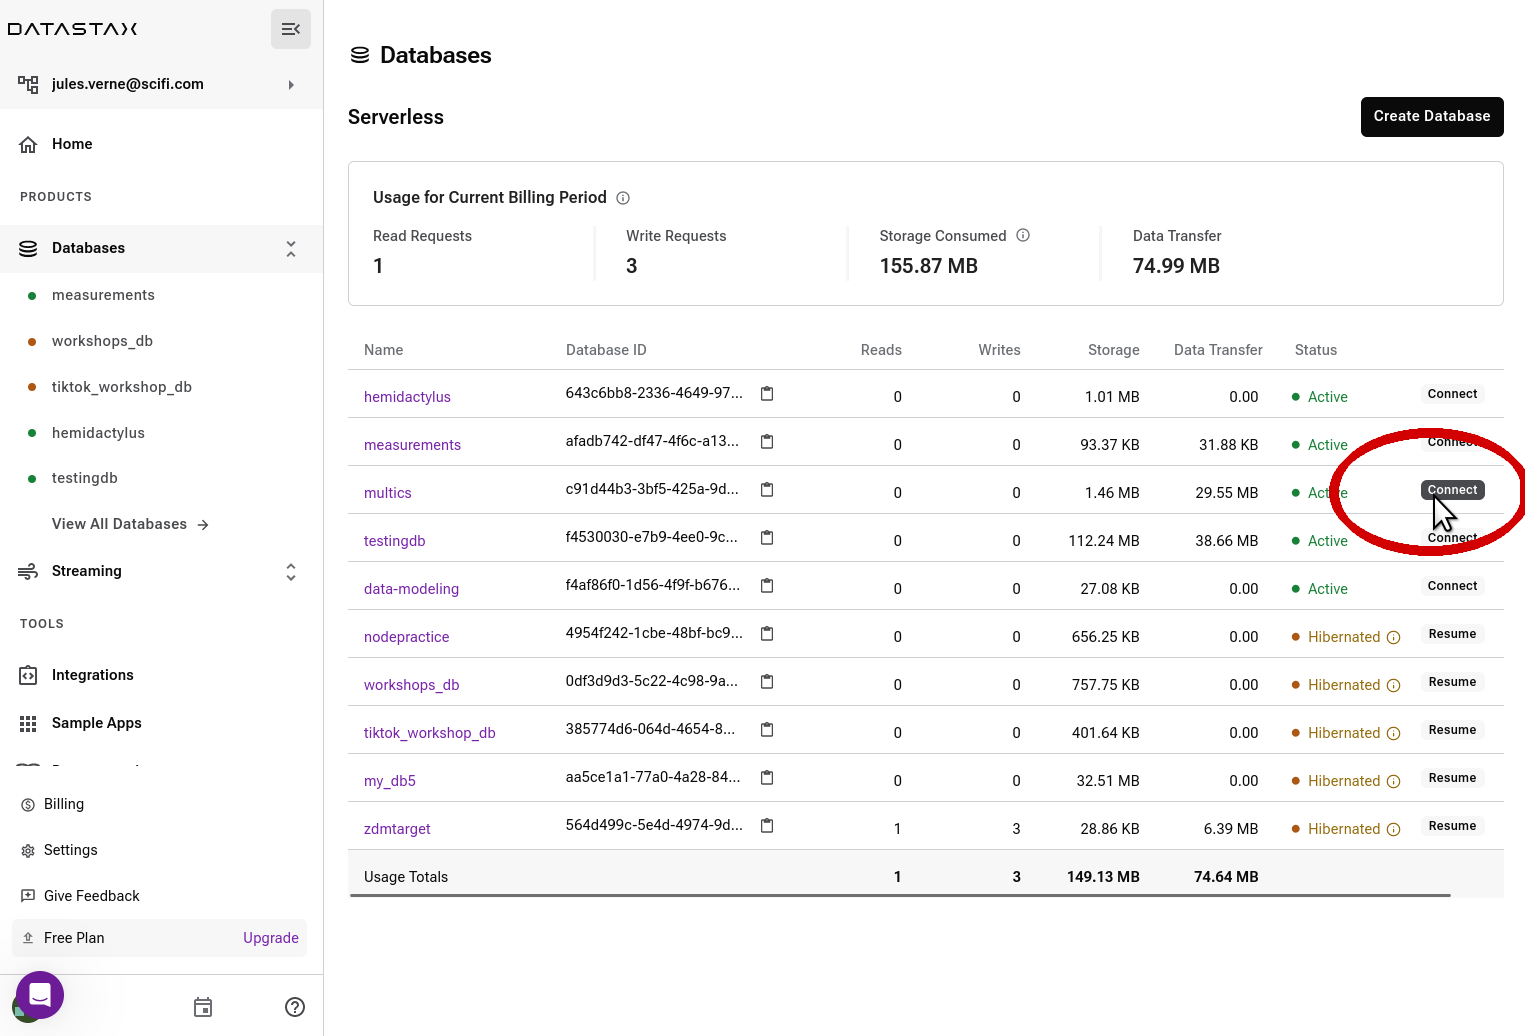 DATASTAX
jules.verne@scifi.com
Home
PRODUCTS
Databases
measurements
workshops_db
tiktok_workshop_db
hemidactylus
testingdb
View All Databases
Streaming
TOOLS
Integrations
Sample Apps
Billing
Settings
Give Feedback
Free Plan Upgrade
Databases
Serverless
Create Database
Usage for Current Billing Period
Read Requests Write Requests Storage Consumed Data Transfer
1 3 155.87 MB 74.99 MB
Name Database ID Reads Writes Storage Data Transfer Status
hemidactylus 643c6bb8-2336-4649-97... 0 0 1.01 MB 0.00 Active Connect
measurements afadb742-df47-4f6c-a13... 0 0 93.37 KB 31.88 KB Active Connect
multics c91d44b3-3bf5-425a-9d... 0 0 1.46 MB 29.55 MB Active Connect
testingdb f4530030-e7b9-4ee0-9c... 0 0 112.24 MB 38.66 MB Active Connect
data-modeling f4af86f0-1d56-4f9f-b676... 0 0 27.08 KB 0.00 Active Connect
nodepractice 4954f242-1cbe-48bf-bc9... 0 0 656.25 KB 0.00 Hibernated Resume
workshops_db 0df3d9d3-5c22-4c98-9a... 0 0 757.75 KB 0.00 Hibernated Resume
tiktok_workshop_db 385774d6-064d-4654-8... 0 0 401.64 KB 0.00 Hibernated Resume
my_db5 aa5ce1a1-77a0-4a28-84... 0 0 32.51 MB 0.00 Hibernated Resume
zdmtarget 564d499c-5e4d-4974-9d... 1 3 28.86 KB 6.39 MB Hibernated Resume
Usage Totals 1 3 149.13 MB 74.64 MB